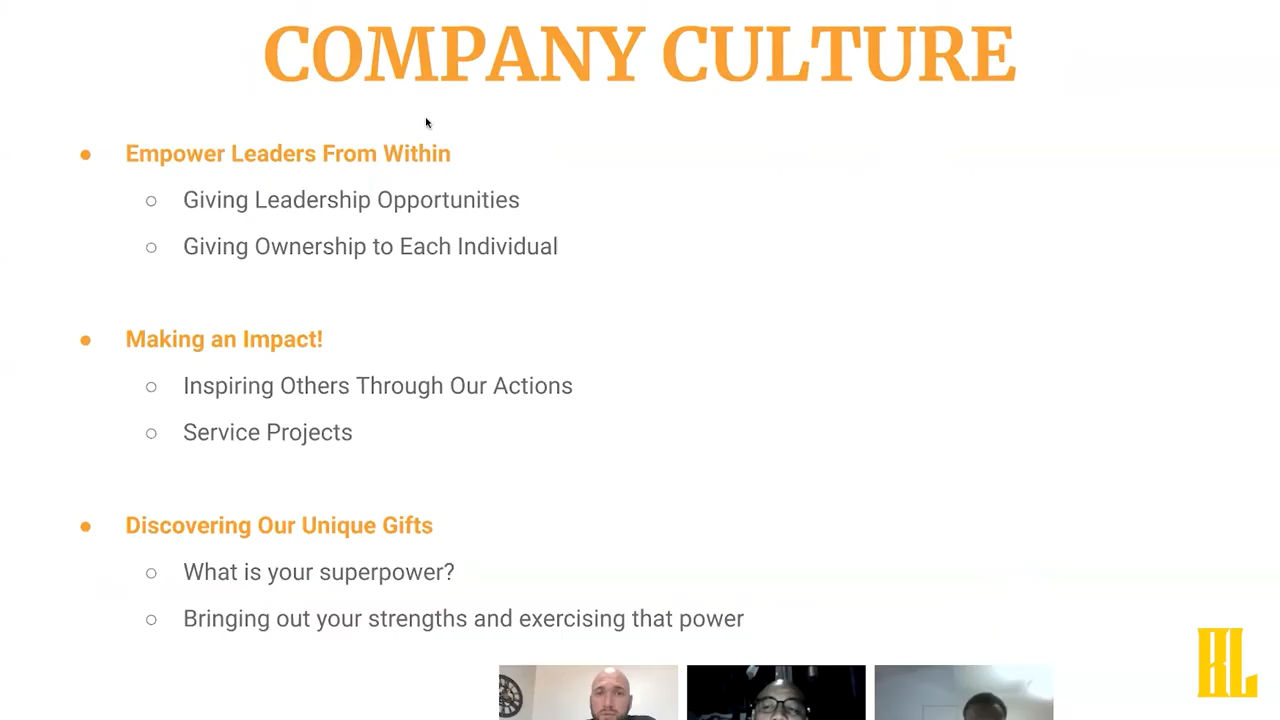 COMPANY CULTURE
Empower Leaders From Within
Giving Leadership Opportunities
Giving Ownership to Each Individual
Making an Impact!
Inspiring Others Through Our Actions
Service Projects
Discovering Our Unique Gifts
What is your superpower?
Bringing out your strengths and exercising that power